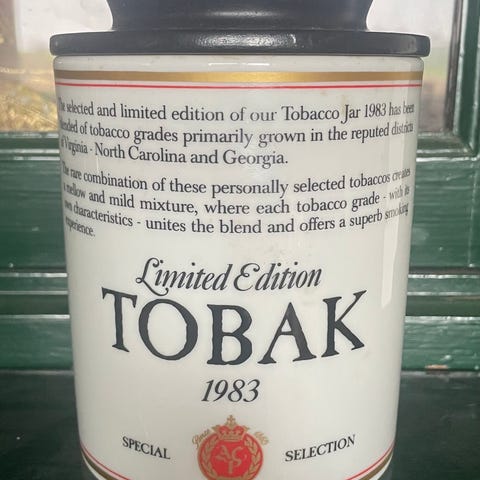 The selected and limited edition of our Tobacco Jar 1983 has been
blended of tobacco grades primarily grown in the reputed districts
of Virginia - North Carolina and Georgia.
The rare combination of these personally selected tobaccos creates
a mellow and mild mixture, where each tobacco grade - with its
own characteristics - unites the blend and offers a superb smoking
experience.
Limited Edition
TOBAK
1983
Since
SPECIAL
SELECTION